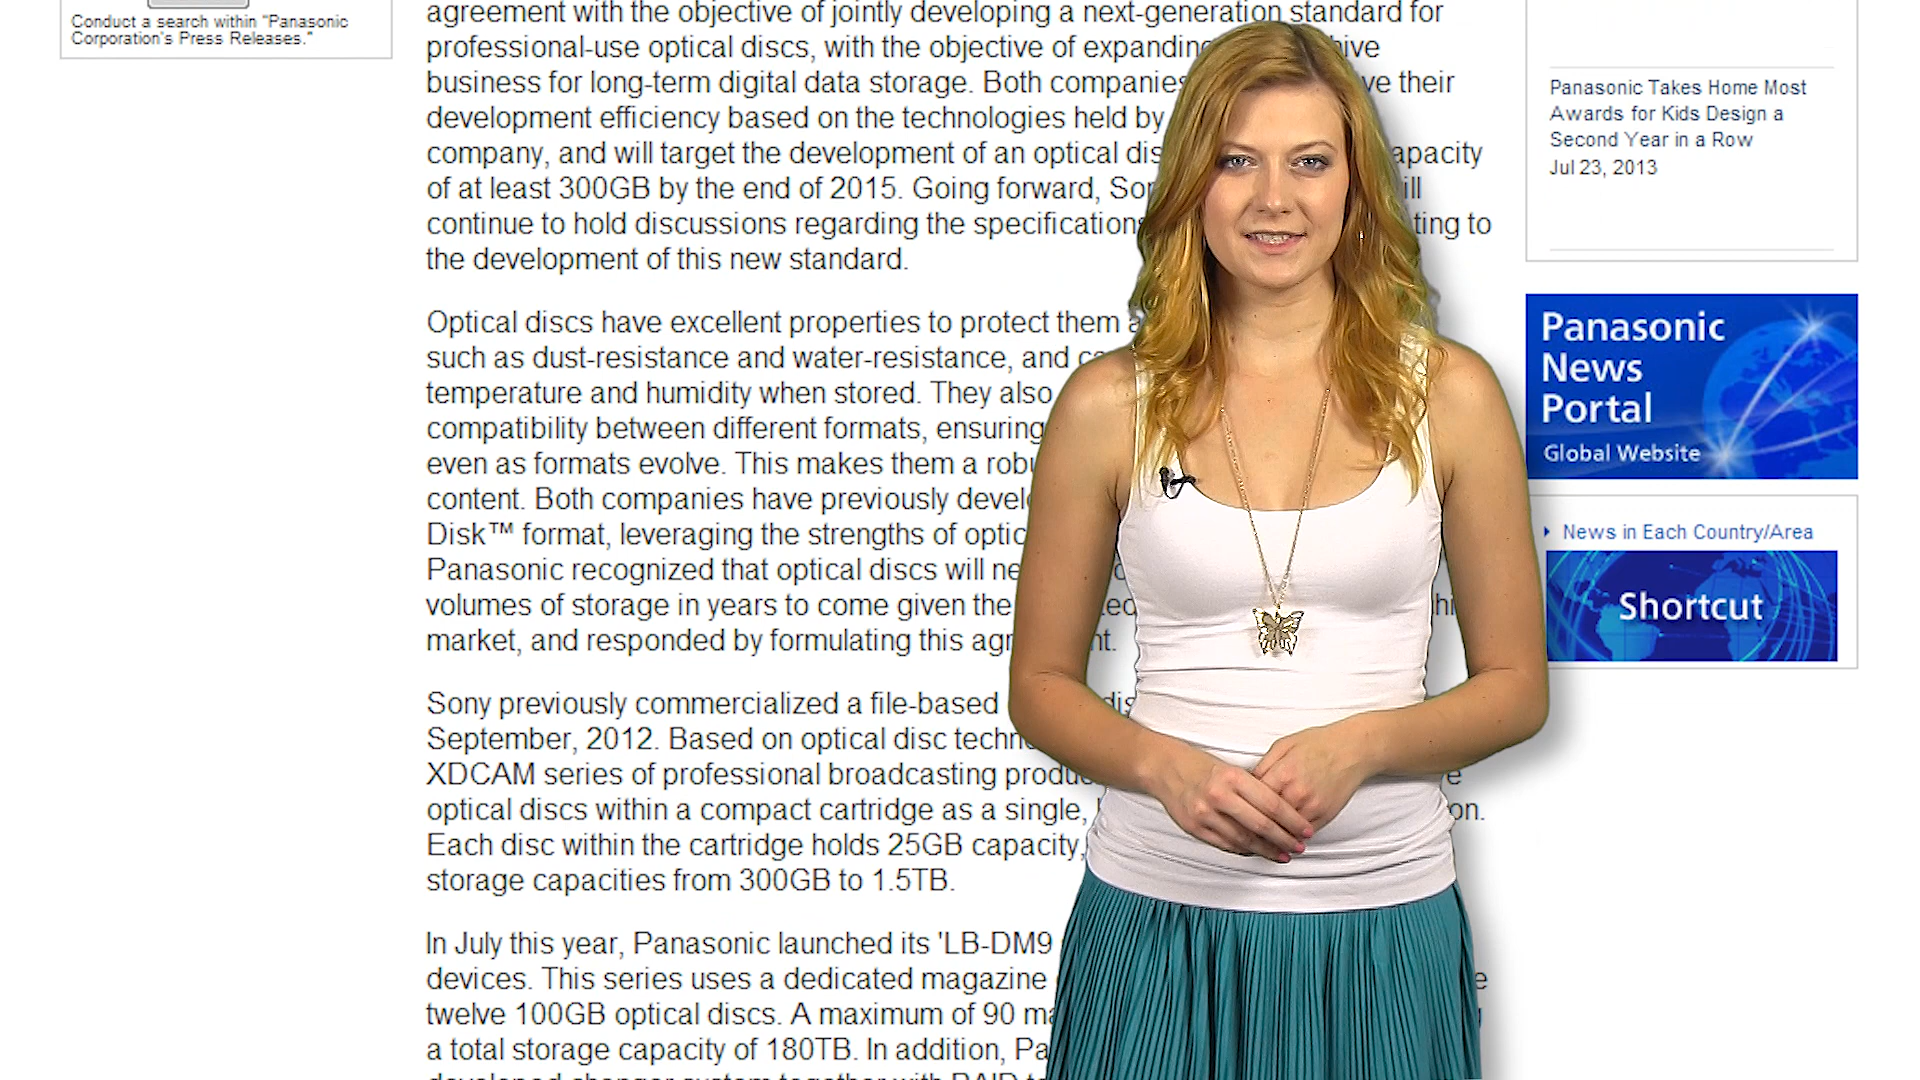 Conduct a search within "Panasonic
Corporation's Press Releases."
agreement with the objective of jointly developing a next-generation standard for
professional-use optical discs, with the objective of expanding
business for long-term digital data storage. Both companies their
development efficiency based on the technologies held by
company, and will target the development of an optical
of at least 300GB by the end of 2015. Going forward,
continue to hold discussions regarding the specifications to
the development of this new standard.
Optical discs have excellent properties to protect them
such as dust-resistance and water-resistance, and
temperature and humidity when stored. They also
compatibility between different formats, ensuring
even as formats evolve. This makes them a
content. Both companies have previously
Disk™ format, leveraging the strengths of
Panasonic recognized that optical discs will
volumes of storage in years to come given the
market, and responded by formulating this
Sony previously commercialized a file-based
September, 2012. Based on optical disc
XDCAM series of professional broadcasting
optical discs within a compact cartridge as a single,
Each disc within the cartridge holds 25GB capacity,
storage capacities from 300GB to 1.5TB.
In July this year, Panasonic launched its 'LB-DM9
devices. This series uses a dedicated magazine
twelve 100GB optical discs. A maximum of 90
a total storage capacity of 180TB. In addition,
Panasonic Takes Home Most
Awards for Kids Design a
Second Year in a Row
Jul 23, 2013
Panasonic
News
Portal
Global Website
News in Each Country/Area
Shortcut